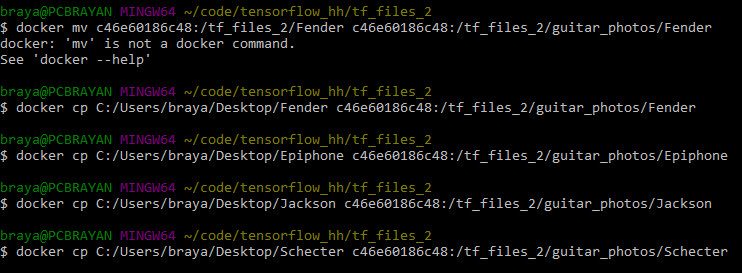 braya@PCBRAYAN MINGW64 ~/code/tensorflow_hh/tf_files_2
$ docker mv c46e60186c48:/tf_files_2/Fender c46e60186c48:/tf_files_2/guitar_photos/Fender
docker: 'mv' is not a docker command.
See 'docker --help'
braya@PCBRAYAN MINGW64 ~/code/tensorflow_hh/tf_files_2
$ docker cp C:/Users/braya/Desktop/Fender c46e60186c48:/tf_files_2/guitar_photos/Fender
braya@PCBRAYAN MINGW64 ~/code/tensorflow_hh/tf_files_2
$ docker cp C:/Users/braya/Desktop/Epiphone c46e60186c48:/tf_files_2/guitar_photos/Epiphone
braya@PCBRAYAN MINGW64 ~/code/tensorflow_hh/tf_files_2
$ docker cp C:/Users/braya/Desktop/Jackson c46e60186c48:/tf_files_2/guitar_photos/Jackson
braya@PCBRAYAN MINGW64 ~/code/tensorflow_hh/tf_files_2
$ docker cp C:/Users/braya/Desktop/Schecter c46e60186c48:/tf_files_2/guitar_photos/Schecter